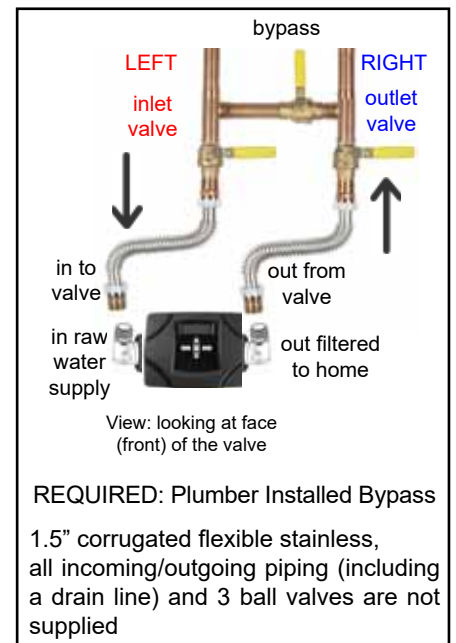 bypass
LEFT
RIGHT
inlet
valve
outlet
valve
in to
valve
out from
valve
in raw
water
supply
out filtered
to home
View: looking at face
(front) of the valve
REQUIRED: Plumber Installed Bypass
1.5” corrugated flexible stainless,
all incoming/outgoing piping (including
a drain line) and 3 ball valves are not
supplied